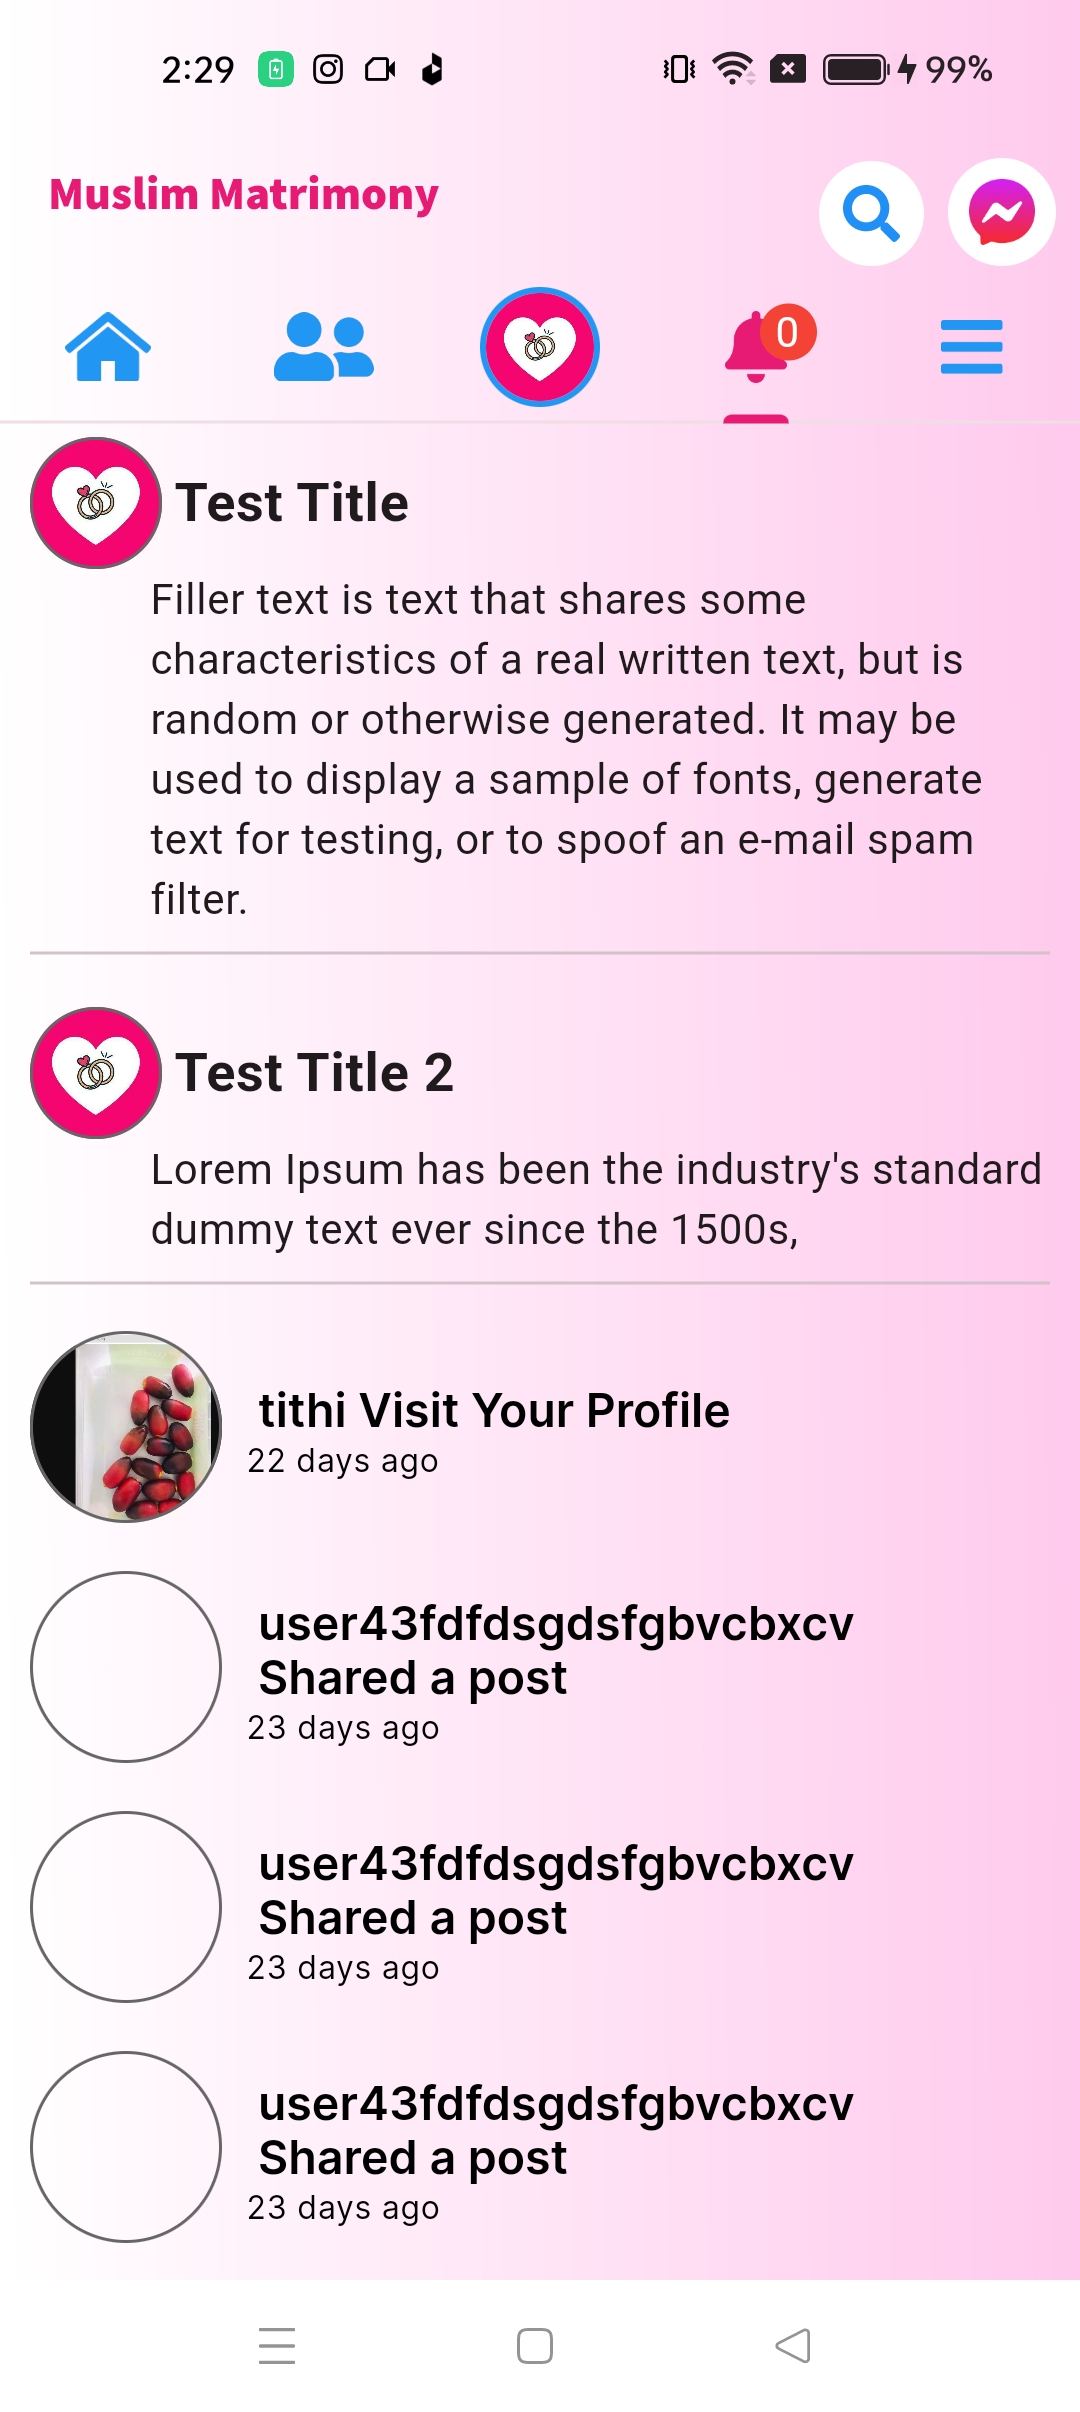 2:29
99%
Muslim Matrimony
0
Test Title
Filler text is text that shares some
characteristics of a real written text, but is
random or otherwise generated. It may be
used to display a sample of fonts, generate
text for testing, or to spoof an e-mail spam
filter.
Test Title 2
Lorem Ipsum has been the industry's standard
dummy text ever since the 1500s,
tithi Visit Your Profile
22 days ago
user43fdfdsgdsfgbvcbxcv
Shared a post
23 days ago
user43fdfdsgdsfgbvcbxcv
Shared a post
23 days ago
user43fdfdsgdsfgbvcbxcv
Shared a post
23 days ago